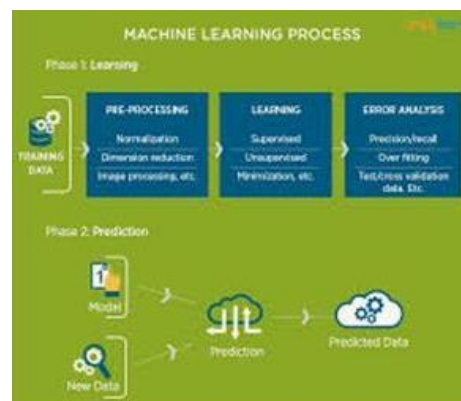 MACHINE LEARNING PROCESS
Phase 1: Learning
TRAINING
DATA
PRE-PROCESSING
Normalization
Dimension reduction
Image processing, etc.
LEARNING
Supervised
Unsupervised
Minimization, etc.
ERROR ANALYSIS
Precision/recall
Over fitting
Test/cross validation
data. Etc.
Phase 2: Prediction
1
Model
New Data
Prediction
Predicted Data